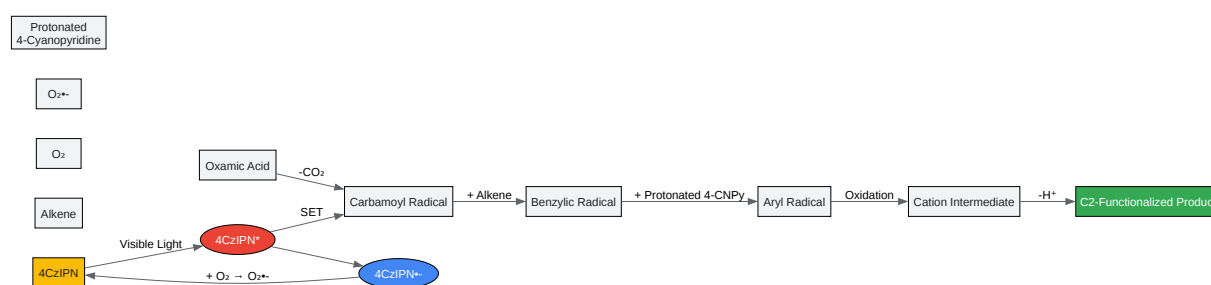 Protonated
4-Cyanopyridine
O₂•-
O₂
Alkene
4CzIPN
Visible Light
Oxamic Acid
-CO₂
SET
4CzIPN*
+ O₂ → O₂•-
4CzIPN•-
Carbamoyl Radical
+ Alkene
Benzylic Radical
+ Protonated 4-CNPy
Aryl Radical
Oxidation
Cation Intermediate
-H⁺
C2-Functionalized Produc